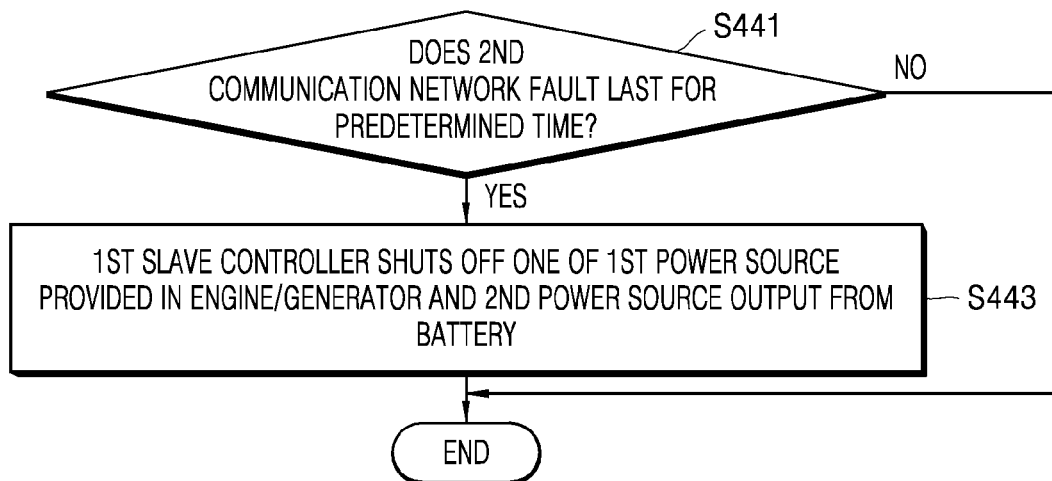 S441
DOES 2ND
COMMUNICATION NETWORK FAULT LAST FOR
PREDETERMINED TIME?
NO
YES
1ST SLAVE CONTROLLER SHUTS OFF ONE OF 1ST POWER SOURCE
PROVIDED IN ENGINE/GENERATOR AND 2ND POWER SOURCE OUTPUT FROM
BATTERY
S443
END